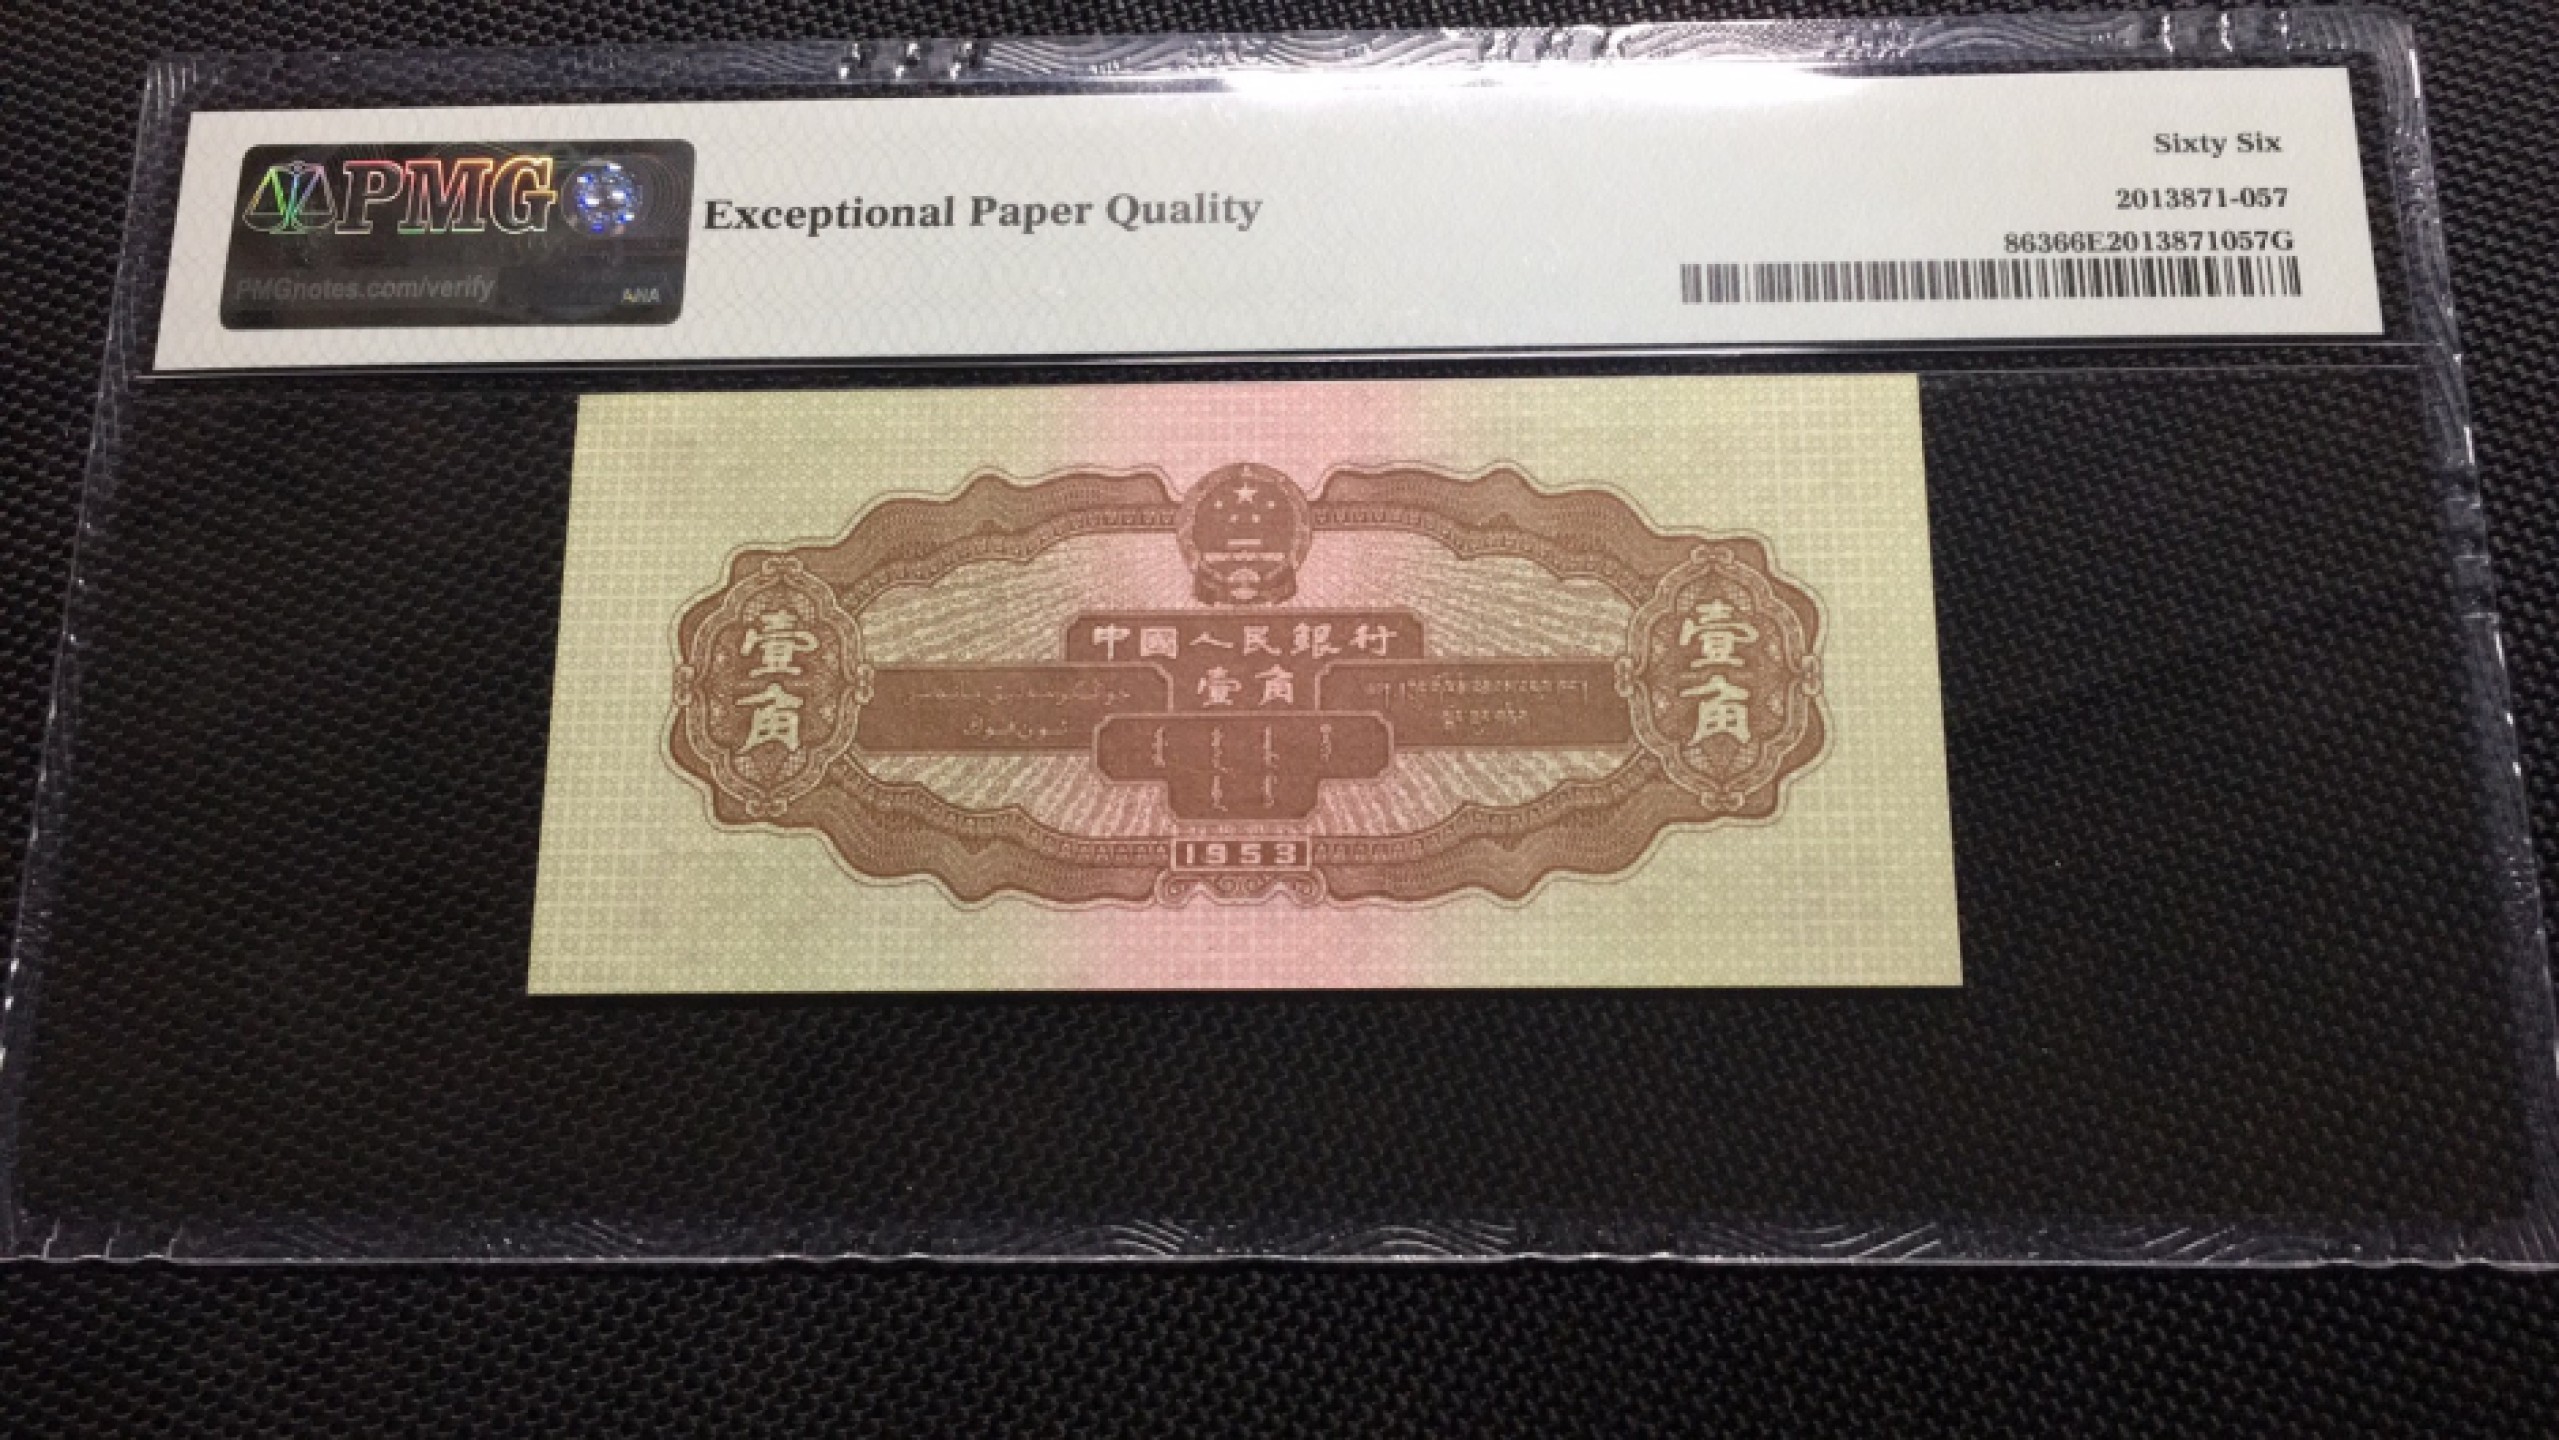 PMG
PMGnotes.com/verify
ANA
Exceptional Paper Quality
Sixty Six
2013871-057
86366E2013871057G
中國人民銀行
壹角
壹角
壹角
1953